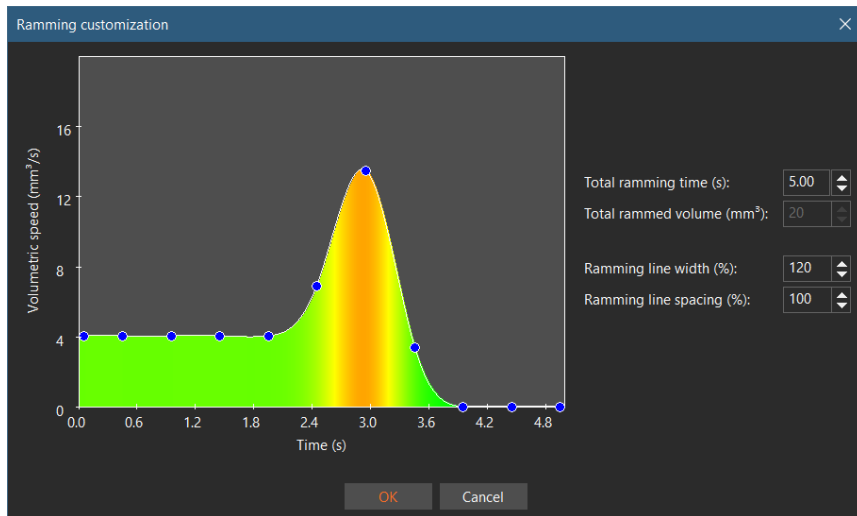 Ramming customization
Volumetric speed (mm³/s)
16
12
8
4
0
0.0 0.6 1.2 1.8 2.4 3.0 3.6 4.2 4.8
Time (s)
Total ramming time (s): 5.00
Total rammed volume (mm³): 20
Ramming line width (%): 120
Ramming line spacing (%): 100
OK Cancel